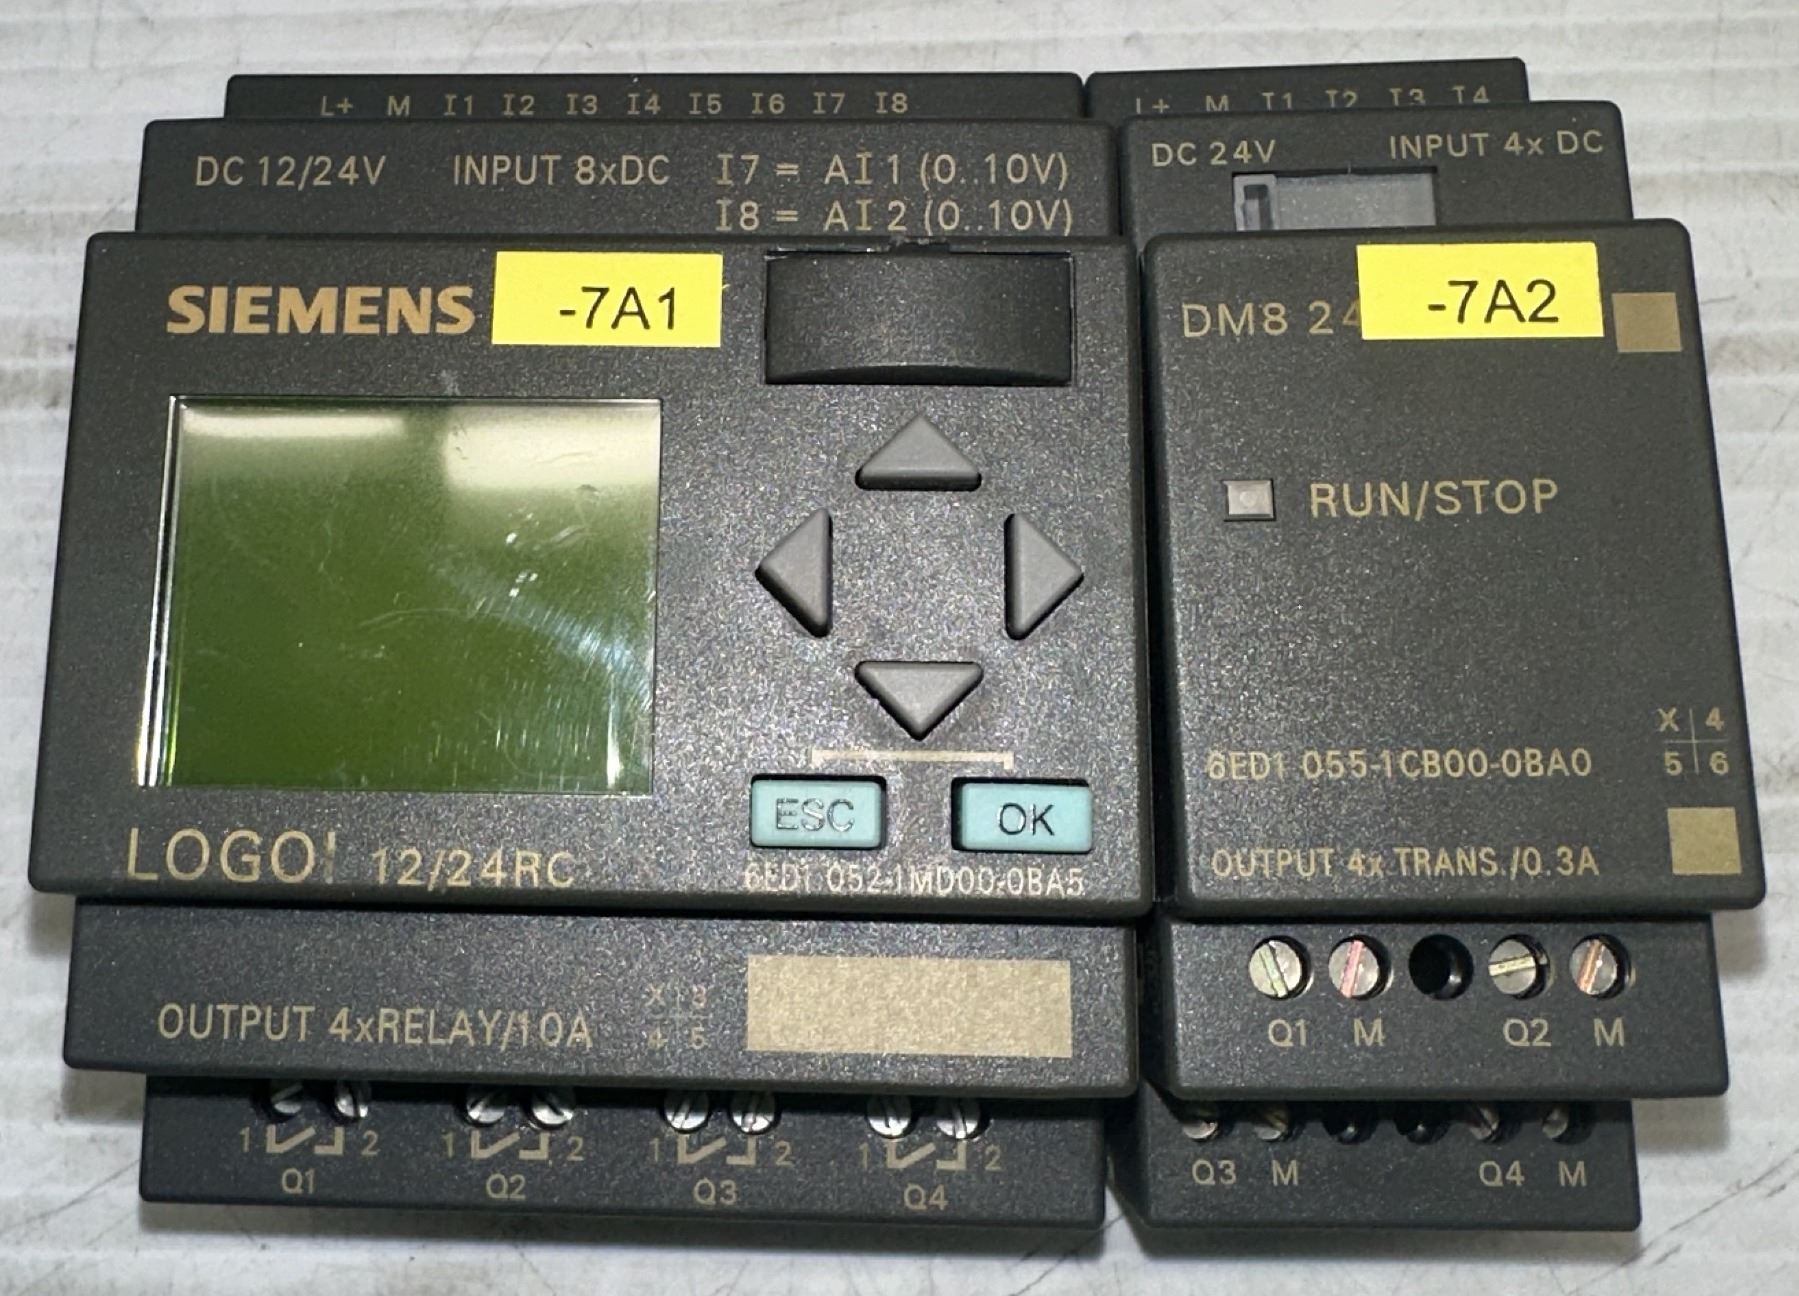 L+ M I1 I2 I3 I4 I5 I6 I7 I8
DC 12/24V INPUT 8xDC I7 = AI1 (0..10V)
I8 = AI2 (0..10V)
SIEMENS
-7A1
ESC OK
LOGO! 12/24RC
6ED1 052-1MD00-0BA5
OUTPUT 4xRELAY/10A
X 3
4 5
1 2 1 2 1 2 1 2
Q1 Q2 Q3 Q4
L+ M I1 I2 I3 I4
DC 24V INPUT 4x DC
DM8 24
-7A2
RUN/STOP
X 4
5 6
6ED1 055-1CB00-0BA0
OUTPUT 4x TRANS./0.3A
Q1 M Q2 M
Q3 M Q4 M